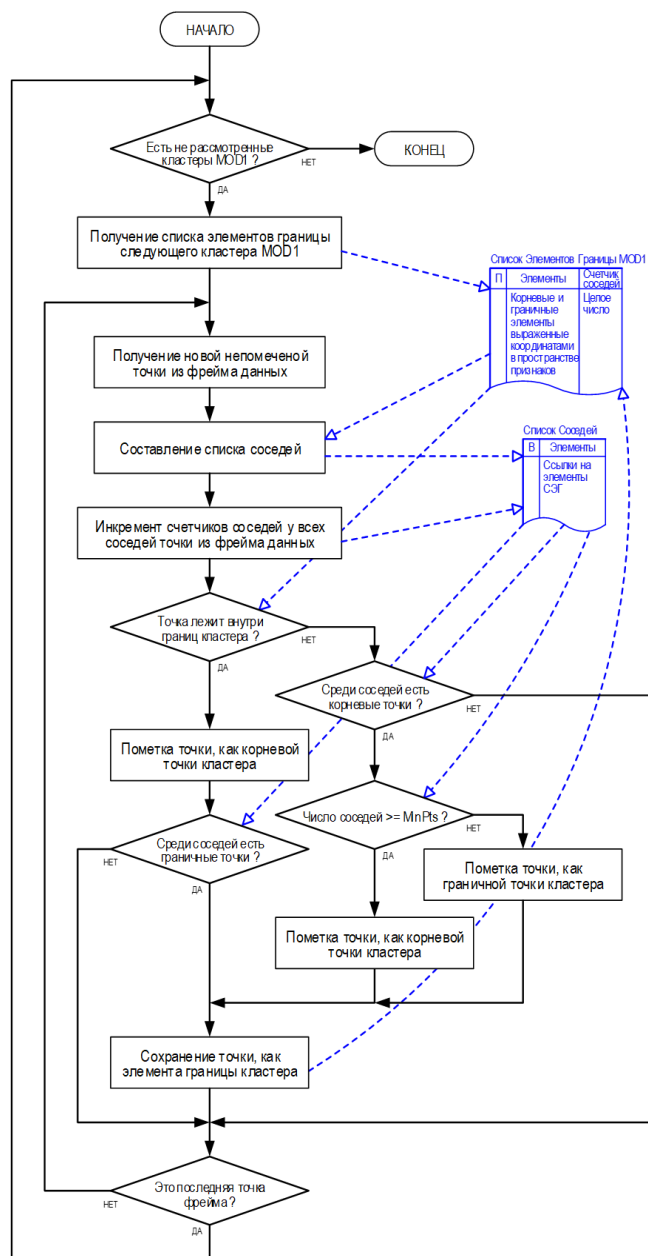 НАЧАЛО
Есть не рассмотренные
кластеры MOD1 ?
НЕТ
КОНЕЦ
ДА
Получение списка элементов границы
следующего кластера MOD1
Список Элементов Границы MOD1
П
Элементы
Счетчик
соседей
Корневые и
граничные
элементы
выраженные
координатами
в пространстве
признаков
Целое
число
Получение новой непомеченой
точки из фрейма данных
Составление списка соседей
Список Соседей
В
Элементы
Ссылки на
элементы
СЭГ
Инкремент счетчиков соседей у всех
соседей точки из фрейма данных
Точка лежит внутри
границ кластера ?
НЕТ
ДА
Среди соседей есть
корневые точки ?
НЕТ
ДА
Пометка точки, как корневой
точки кластера
Число соседей >= MnPts ?
НЕТ
ДА
Среди соседей есть
граничные точки ?
НЕТ
ДА
Пометка точки, как
граничной точки кластера
Пометка точки, как корневой
точки кластера
Сохранение точки, как
элемента границы кластера
Это последняя точка
фрейма ?
НЕТ
ДА